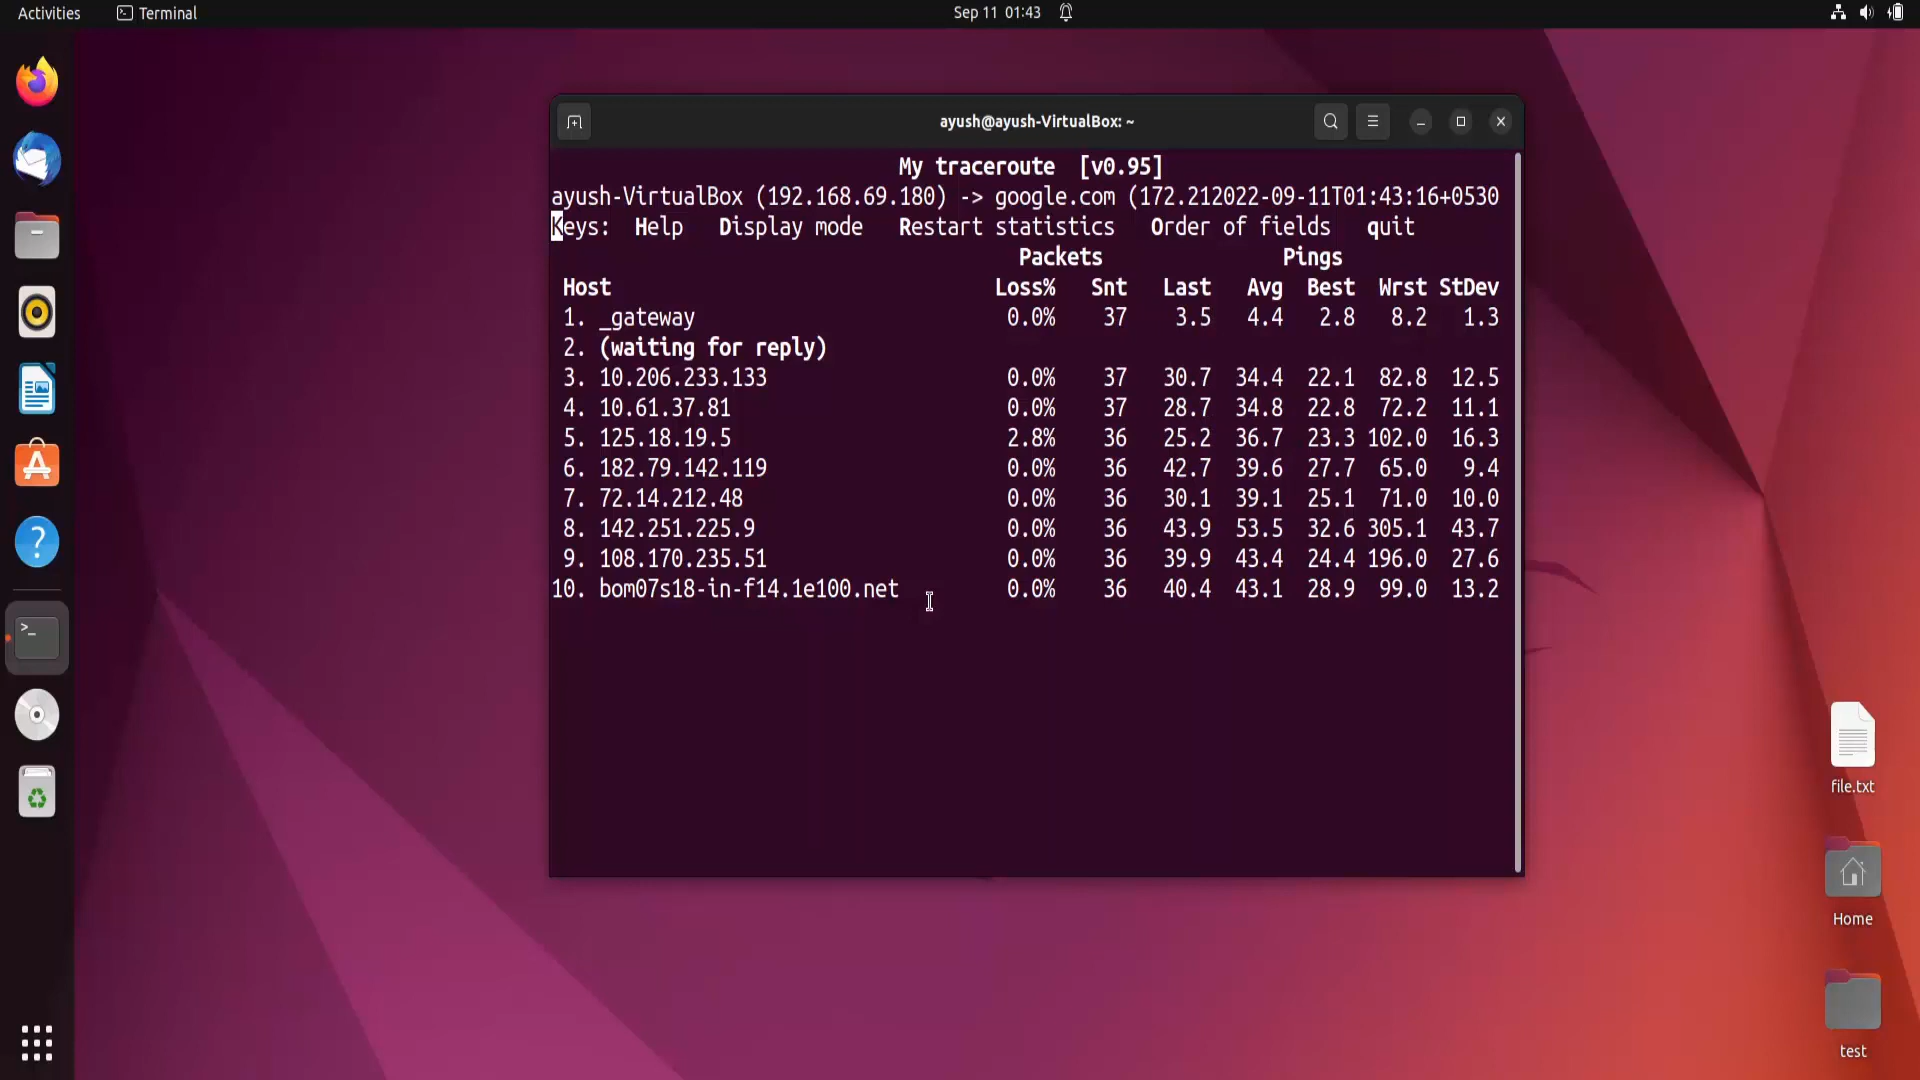 Activities Terminal Sep 11 01:43
ayush@ayush-VirtualBox: ~
My traceroute [v0.95]
ayush-VirtualBox (192.168.69.180) -> google.com (172.212022-09-11T01:43:16+0530
Keys: Help Display mode Restart statistics Order of fields quit
Packets Pings
Host Loss% Snt Last Avg Best Wrst StDev
1. _gateway 0.0% 37 3.5 4.4 2.8 8.2 1.3
2. (waiting for reply)
3. 10.206.233.133 0.0% 37 30.7 34.4 22.1 82.8 12.5
4. 10.61.37.81 0.0% 37 28.7 34.8 22.8 72.2 11.1
5. 125.18.19.5 2.8% 36 25.2 36.7 23.3 102.0 16.3
6. 182.79.142.119 0.0% 36 42.7 39.6 27.7 65.0 9.4
7. 72.14.212.48 0.0% 36 30.1 39.1 25.1 71.0 10.0
8. 142.251.225.9 0.0% 36 43.9 53.5 32.6 305.1 43.7
9. 108.170.235.51 0.0% 36 39.9 43.4 24.4 196.0 27.6
10. bom07s18-in-f14.1e100.net 0.0% 36 40.4 43.1 28.9 99.0 13.2
file.txt
Home
test